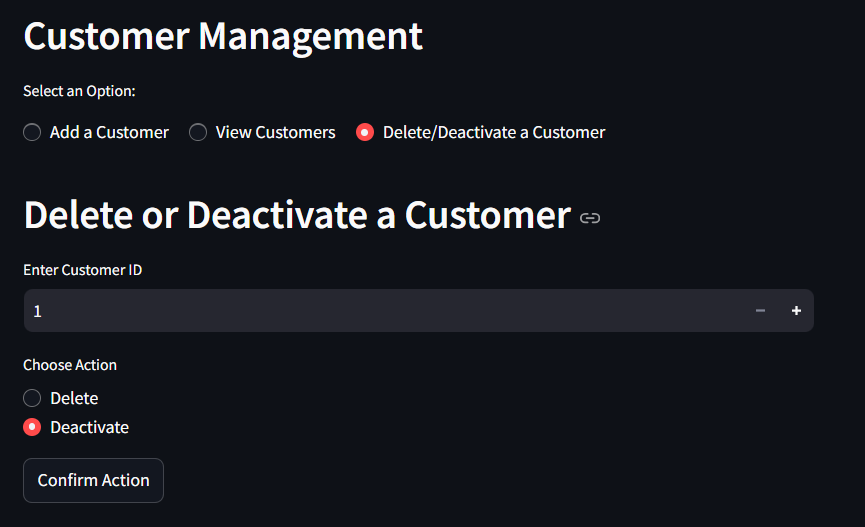 Customer Management
Select an Option:
Add a Customer View Customers Delete/Deactivate a Customer
Delete or Deactivate a Customer
Enter Customer ID
1
Choose Action
Delete
Deactivate
Confirm Action